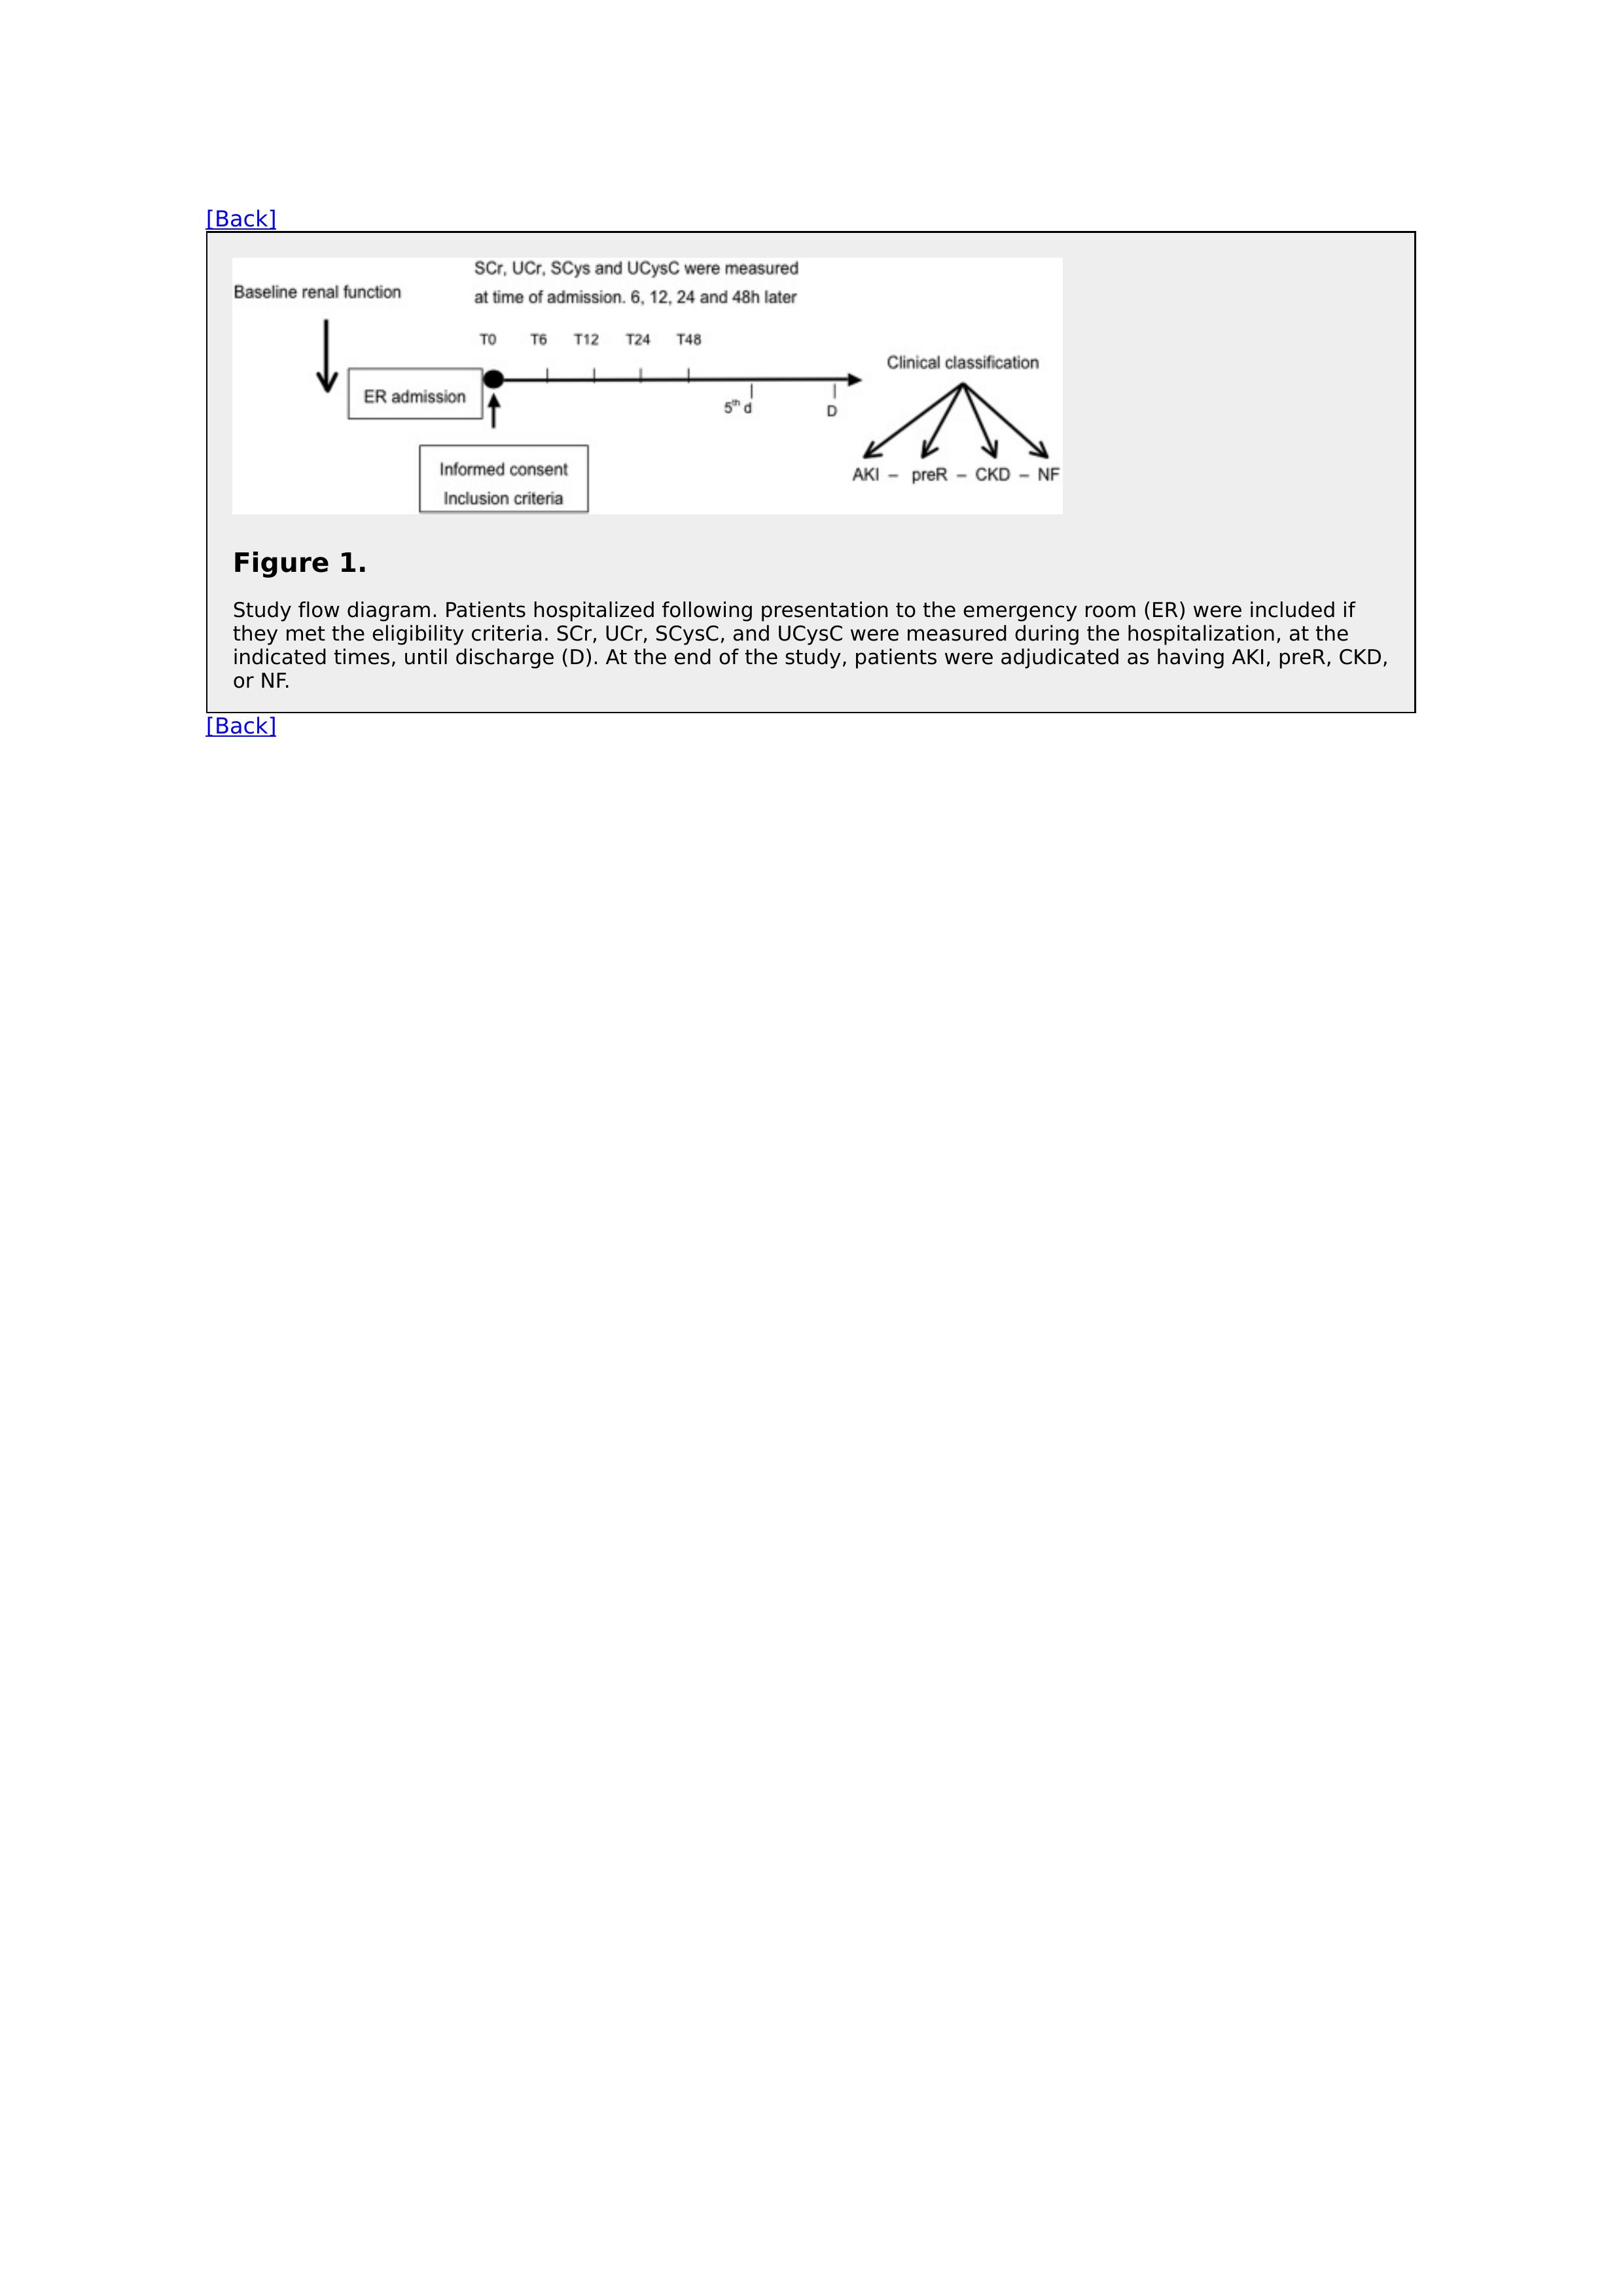 [Back]
SCr, UCr, SCys and UCysC were measured
at time of admission. 6, 12, 24 and 48h later
Baseline renal function
T0 T6 T12 T24 T48
Clinical classification
ER admission
5th d
D
Informed consent
Inclusion criteria
AKI – preR – CKD – NF
Figure 1.
Study flow diagram. Patients hospitalized following presentation to the emergency room (ER) were included if
they met the eligibility criteria. SCr, UCr, SCysC, and UCysC were measured during the hospitalization, at the
indicated times, until discharge (D). At the end of the study, patients were adjudicated as having AKI, preR, CKD,
or NF.
[Back]